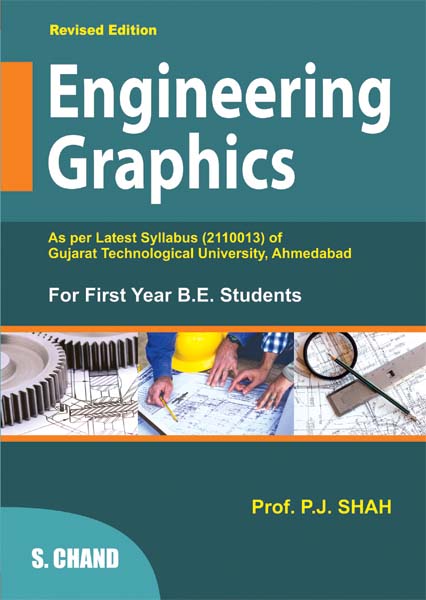 Revised Edition
Engineering
Graphics
As per Latest Syllabus (2110013) of
Gujarat Technological University, Ahmedabad
For First Year B.E. Students
Prof. P.J. SHAH
S. CHAND